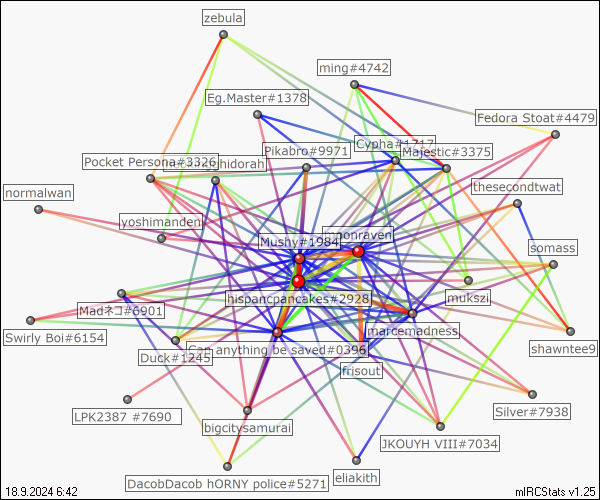 zebula
ming#4742
Eg.Master#1378
Fedora Stoat#4479
Cypha#1717
Pikabro#9971
Majestic#3375
Pocket Persona#3326
hidorah
thesecondtwat
normalwan
yoshimanden
Mushy#1984
onraven
somass
hispancpancakes#2928
mukszi
Madネコ#6901
marcemadness
Swirly Boi#6154
Can anything be saved#0396
shawntee9
Duck#1245
frisout
LPK2387 #7690
Silver#7938
bigcitysamurai
JKOUYH VIII#7034
DacobDacob hORNY police#5271
eliakith
18.9.2024 6:42
mIRCStats v1.25